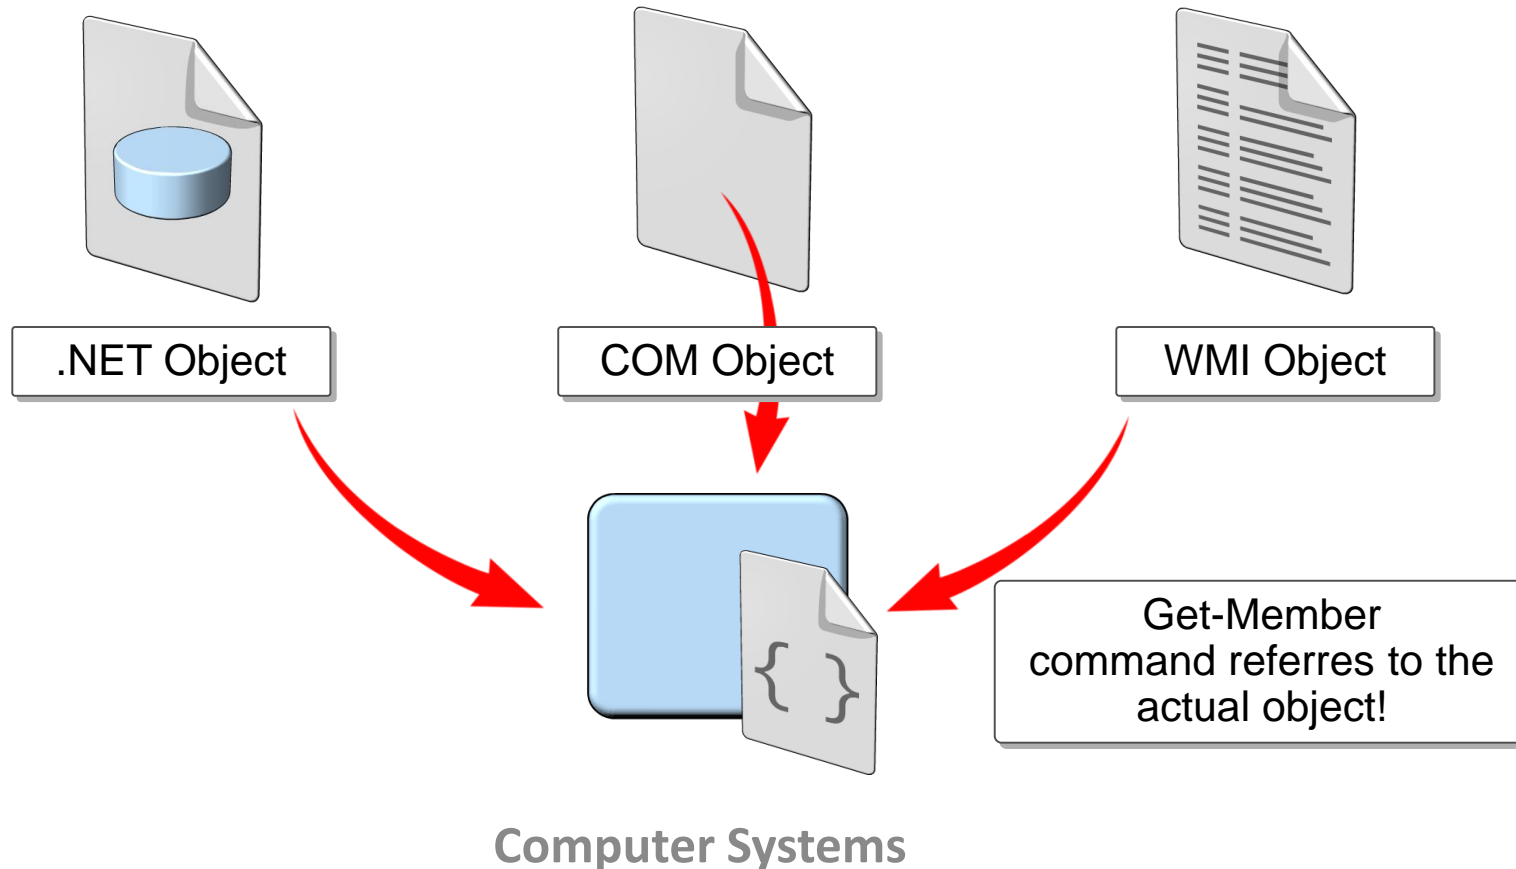 .NET Object
COM Object
WMI Object
{ }
Get-Member
command referres to the
actual object!
Computer Systems